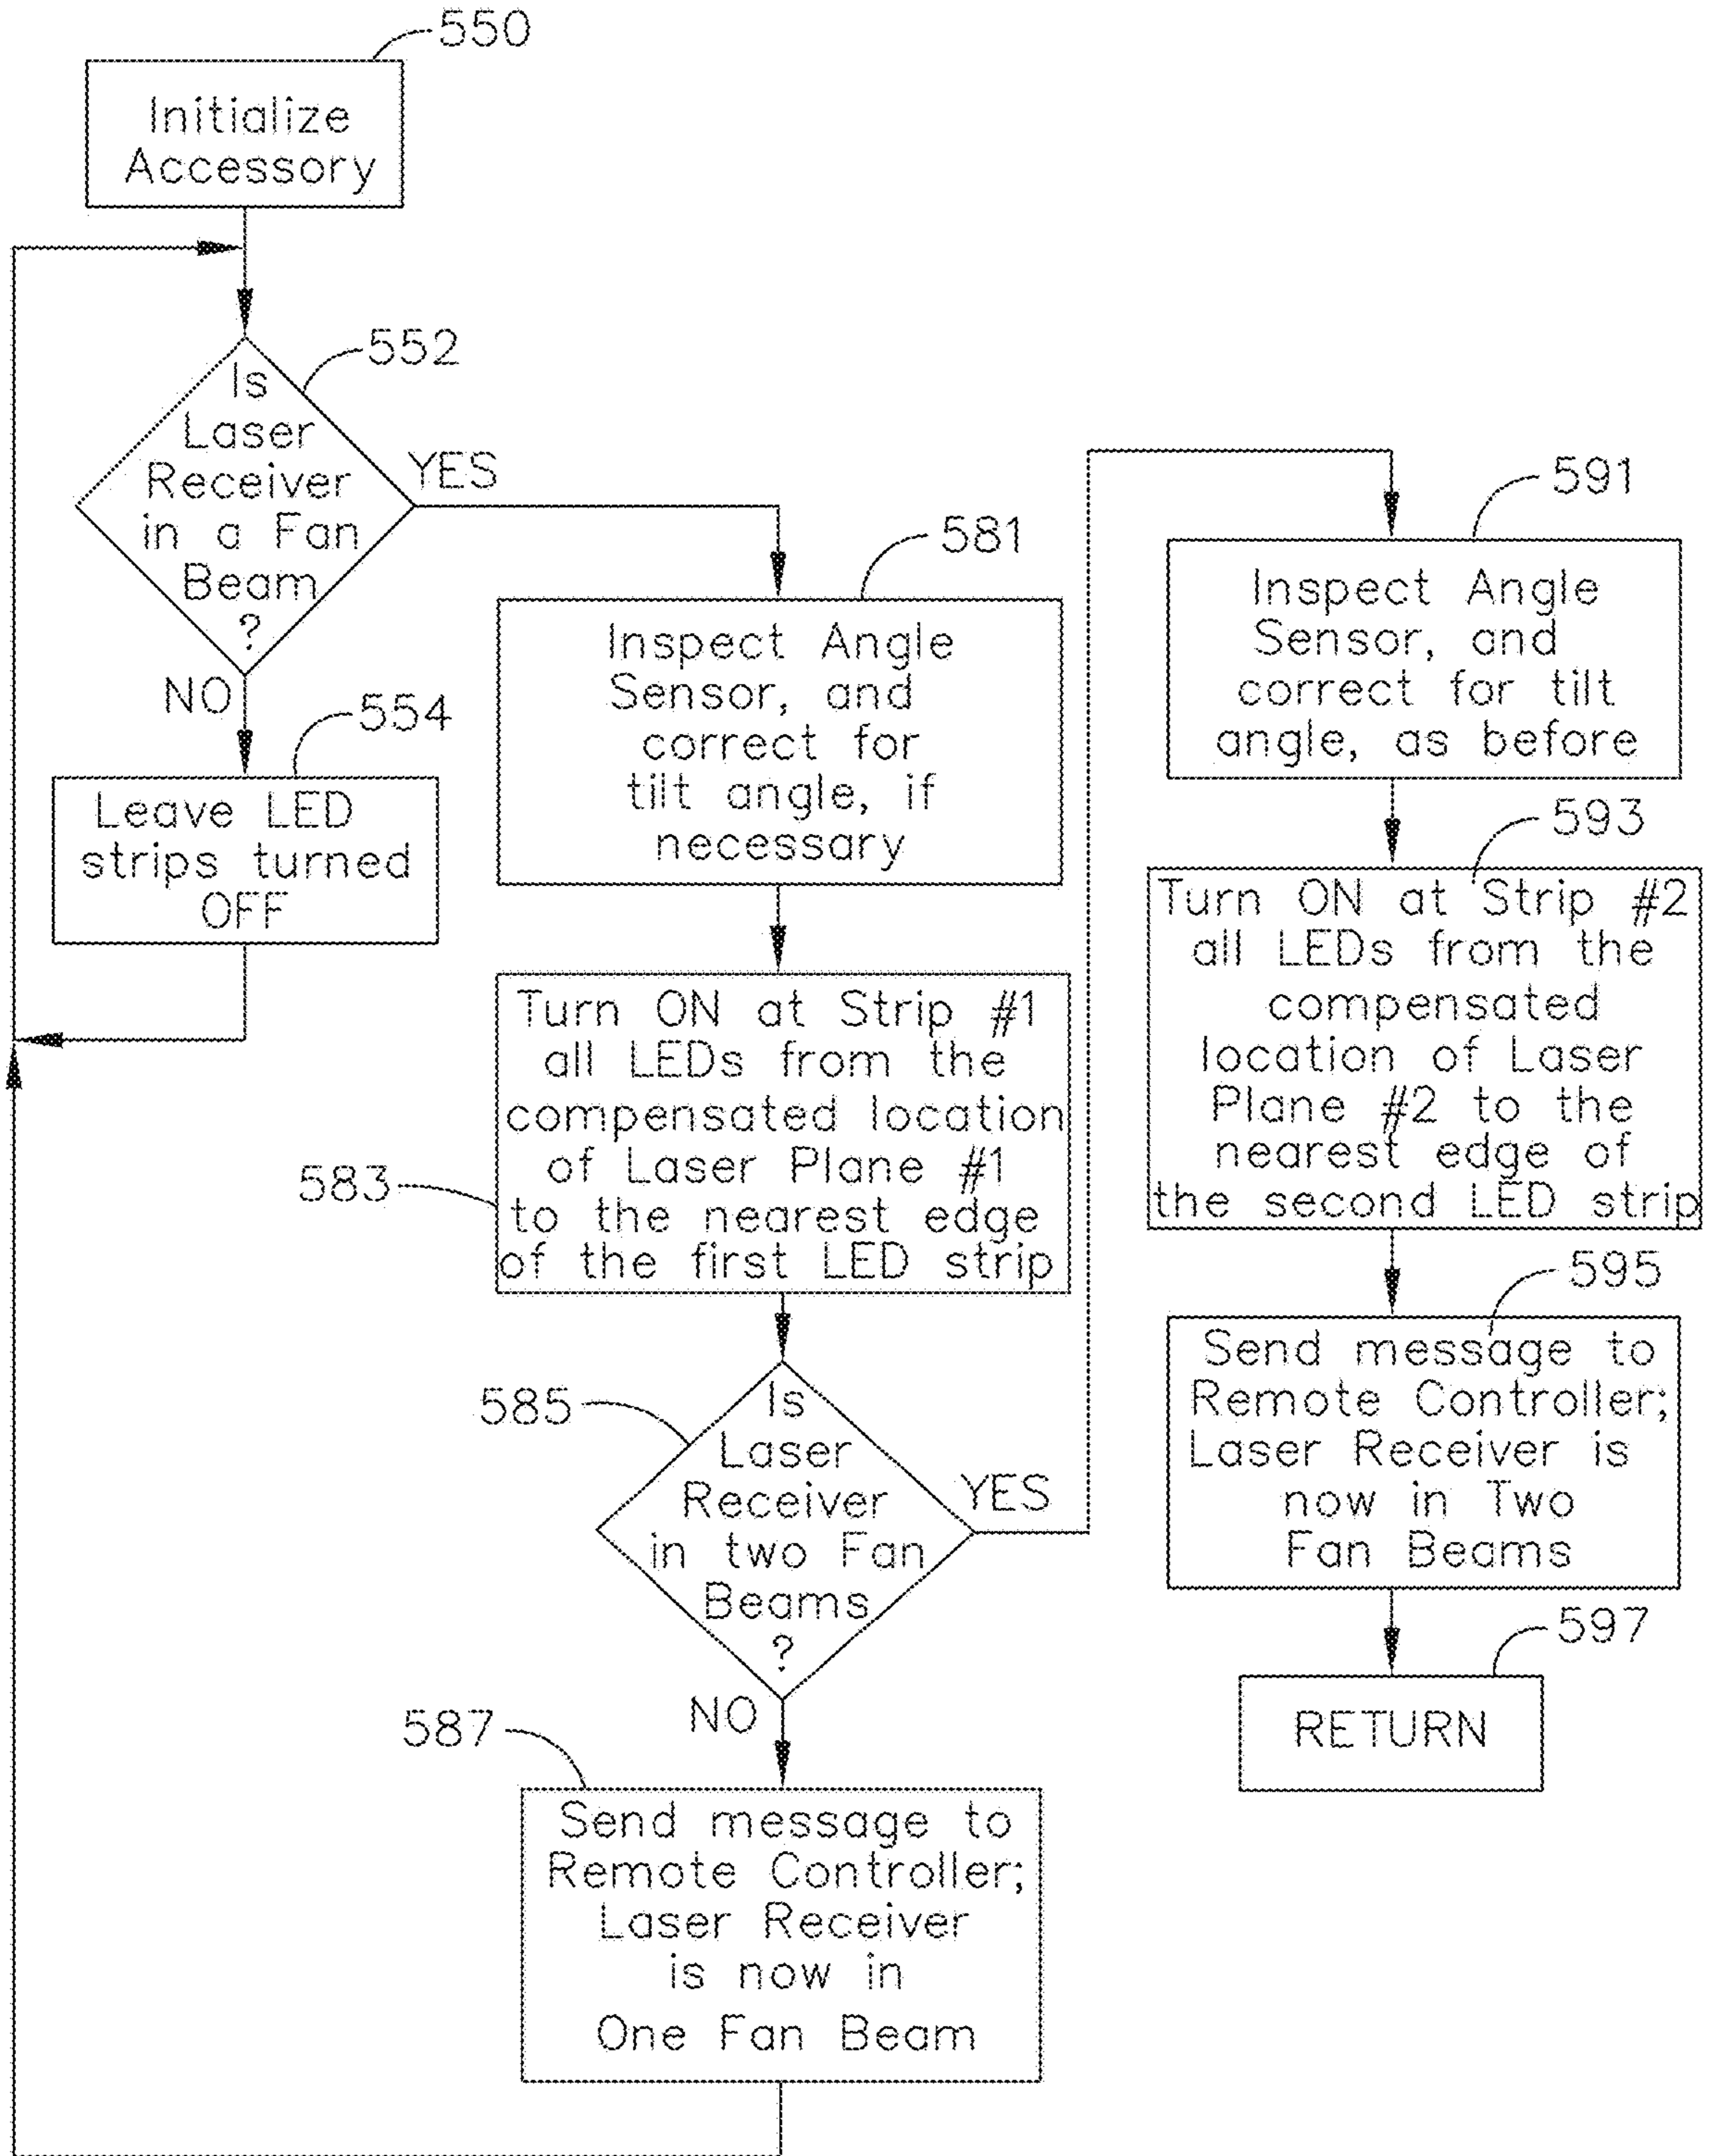 550
Initialize
Accessory
552
Is
Laser
Receiver
in a Fan
Beam
?
YES
NO
554
Leave LED
strips turned
OFF
581
Inspect Angle
Sensor, and
correct for
tilt angle, if
necessary
583
Turn ON at Strip #1
all LEDs from the
compensated location
of Laser Plane #1
to the nearest edge
of the first LED strip
585
Is
Laser
Receiver
in two Fan
Beams
?
YES
NO
587
Send message to
Remote Controller;
Laser Receiver
is now in
One Fan Beam
591
Inspect Angle
Sensor, and
correct for tilt
angle, as before
593
Turn ON at Strip #2
all LEDs from the
compensated
location of Laser
Plane #2 to the
nearest edge of
the second LED strip
595
Send message to
Remote Controller;
Laser Receiver is
now in Two
Fan Beams
597
RETURN